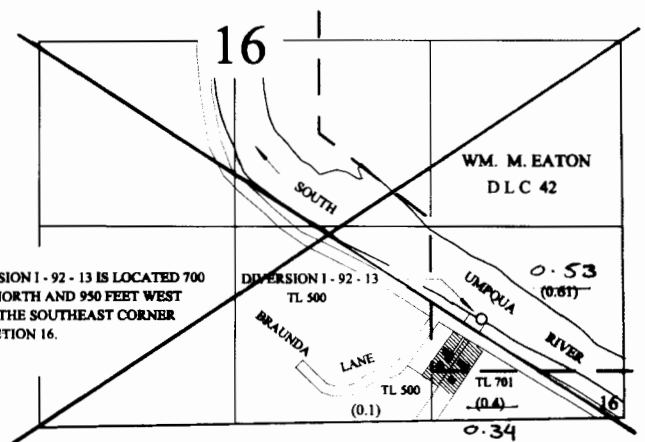 16
WM. M. EATON
D L C 42
SOUTH
SION I - 92 - 13 IS LOCATED 700
NORTH AND 950 FEET WEST
THE SOUTHEAST CORNER
TION 16.
DIVERSION I - 92 - 13
TL 500
UMPQUA
RIVER
0.53
(0.61)
BRAUNDA
LANE
TL 500
(0.1)
TL 701
(0.4)
0.34
16